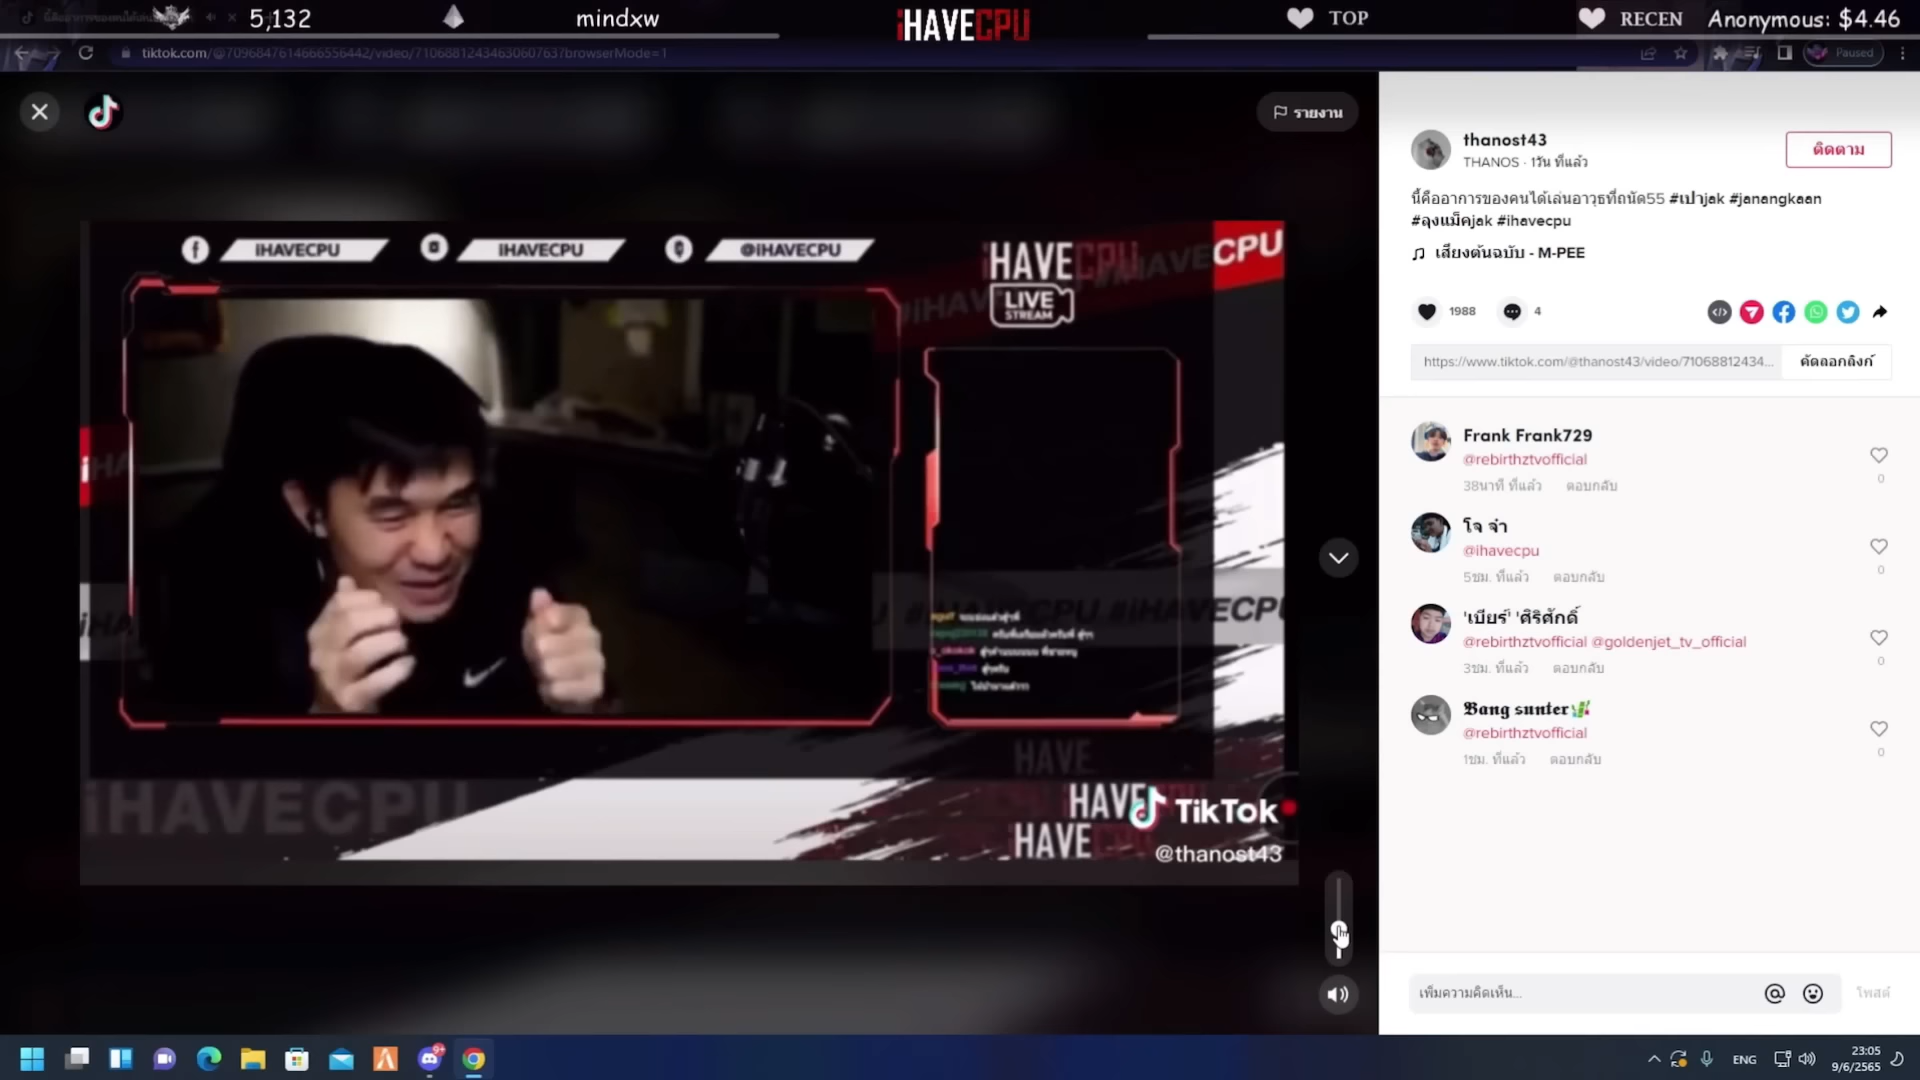 5,132
mindxw
iHAVECPU
TOP
RECEN
Anonymous: $4.46
tiktok.com/@7096847614666556442/video/7106881243463060763?browserMode=1
Paused
รายงาน
thanost43
THANOS · 1วัน ที่แล้ว
ติดตาม
นี้คืออาการของคนได้เล่นอาวุธที่ถนัด55 #เปาjak #janangkaan
#ลุงแม็คjak #ihavecpu
เสียงต้นฉบับ - M-PEE
1988
4
https://www.tiktok.com/@thanost43/video/71068812434...
คัดลอกลิงก์
iHAVECPU
iHAVECPU
@iHAVECPU
iHAVECPU
CPU
LIVE
STREAM
#iHAVECPU #iHAVECPU
iHAVECPU
HAVE
HAVE
HAVE
TikTok
@thanost43
Frank Frank729
@rebirthztvofficial
38นาที ที่แล้ว ตอบกลับ
0
โจ จ๋า
@ihavecpu
5ชม. ที่แล้ว ตอบกลับ
0
'เบียร์' 'ศิริศักดิ์
@rebirthztvofficial @goldenjet_tv_official
3ชม. ที่แล้ว ตอบกลับ
0
Bang sunter
@rebirthztvofficial
1ชม. ที่แล้ว ตอบกลับ
0
เพิ่มความคิดเห็น...
โพสต์
9+
ENG
23:05
9/6/2565